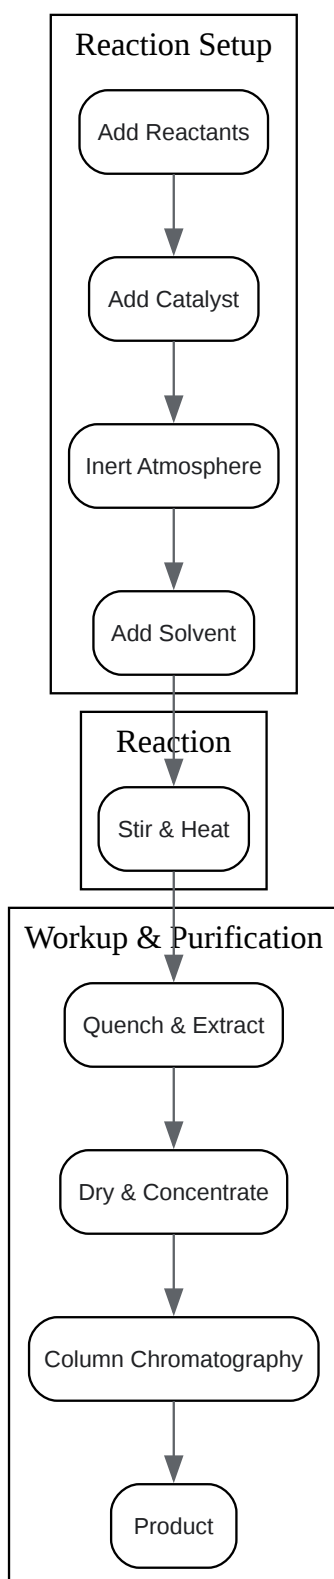 Reaction Setup
Add Reactants
Add Catalyst
Inert Atmosphere
Add Solvent
Reaction
Stir & Heat
Workup & Purification
Quench & Extract
Dry & Concentrate
Column Chromatography
Product